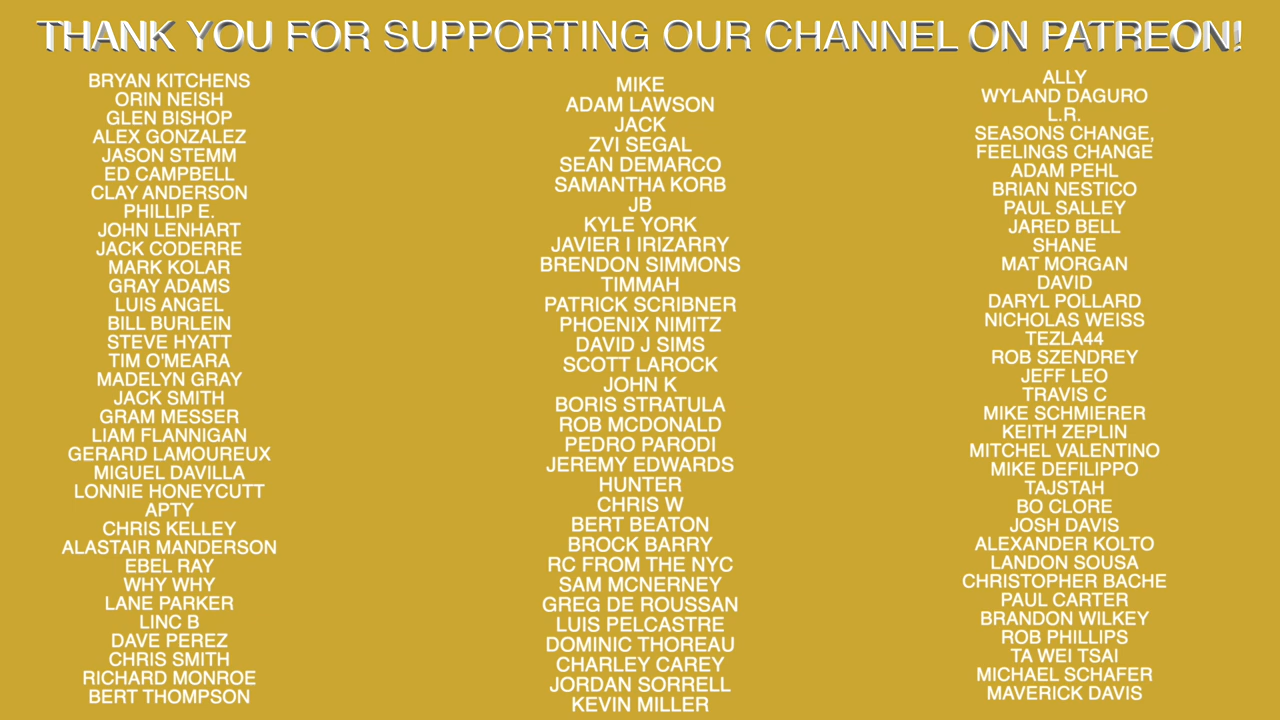 THANK YOU FOR SUPPORTING OUR CHANNEL ON PATREON!
BRYAN KITCHENS
ORIN NEISH
GLEN BISHOP
ALEX GONZALEZ
JASON STEMM
ED CAMPBELL
CLAY ANDERSON
PHILLIP E.
JOHN LENHART
JACK CODERRE
MARK KOLAR
GRAY ADAMS
LUIS ANGEL
BILL BURLEIN
STEVE HYATT
TIM O'MEARA
MADELYN GRAY
JACK SMITH
GRAM MESSER
LIAM FLANNIGAN
GERARD LAMOUREUX
MIGUEL DAVILLA
LONNIE HONEYCUTT
APTY
CHRIS KELLEY
ALASTAIR MANDERSON
EBEL RAY
WHY WHY
LANE PARKER
LINC B
DAVE PEREZ
CHRIS SMITH
RICHARD MONROE
BERT THOMPSON
MIKE
ADAM LAWSON
JACK
ZVI SEGAL
SEAN DEMARCO
SAMANTHA KORB
JB
KYLE YORK
JAVIER I IRIZARRY
BRENDON SIMMONS
TIMMAH
PATRICK SCRIBNER
PHOENIX NIMITZ
DAVID J SIMS
SCOTT LAROCK
JOHN K
BORIS STRATULA
ROB MCDONALD
PEDRO PARODI
JEREMY EDWARDS
HUNTER
CHRIS W
BERT BEATON
BROCK BARRY
RC FROM THE NYC
SAM MCNERNEY
GREG DE ROUSSAN
LUIS PELCASTRE
DOMINIC THOREAU
CHARLEY CAREY
JORDAN SORRELL
KEVIN MILLER
ALLY
WYLAND DAGURO
L.R.
SEASONS CHANGE,
FEELINGS CHANGE
ADAM PEHL
BRIAN NESTICO
PAUL SALLEY
JARED BELL
SHANE
MAT MORGAN
DAVID
DARYL POLLARD
NICHOLAS WEISS
TEZLA44
ROB SZENDREY
JEFF LEO
TRAVIS C
MIKE SCHMIERER
KEITH ZEPLIN
MITCHEL VALENTINO
MIKE DEFILIPPO
TAJSTAH
BO CLORE
JOSH DAVIS
ALEXANDER KOLTO
LANDON SOUSA
CHRISTOPHER BACHE
PAUL CARTER
BRANDON WILKEY
ROB PHILLIPS
TA WEI TSAI
MICHAEL SCHAFER
MAVERICK DAVIS